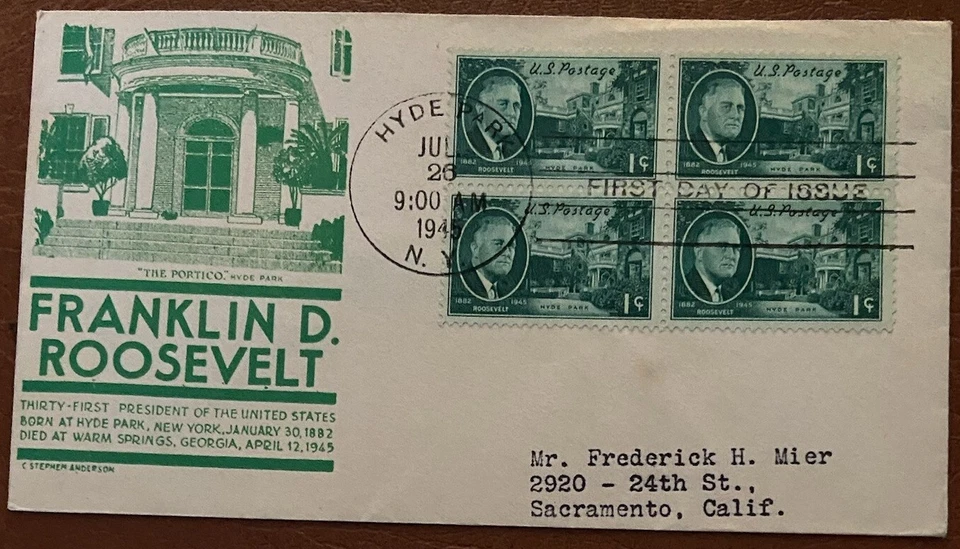 "THE PORTICO." HYDE PARK
FRANKLIN D.
ROOSEVELT
THIRTY-FIRST PRESIDENT OF THE UNITED STATES
BORN AT HYDE PARK, NEW YORK, JANUARY 30, 1882
DIED AT WARM SPRINGS, GEORGIA, APRIL 12, 1945
C STEPHEN ANDERSON
HYDE PARK
JUL
26
9:00 AM
1945
N. Y.
FIRST DAY OF ISSUE
U.S. Postage
1882 1945
ROOSEVELT HYDE PARK 1¢
U.S. Postage
1882 1945
ROOSEVELT HYDE PARK 1¢
U.S. Postage
1882 1945
ROOSEVELT HYDE PARK 1¢
U.S. Postage
1882 1945
ROOSEVELT HYDE PARK 1¢
Mr. Frederick H. Mier
2920 - 24th St.,
Sacramento, Calif.